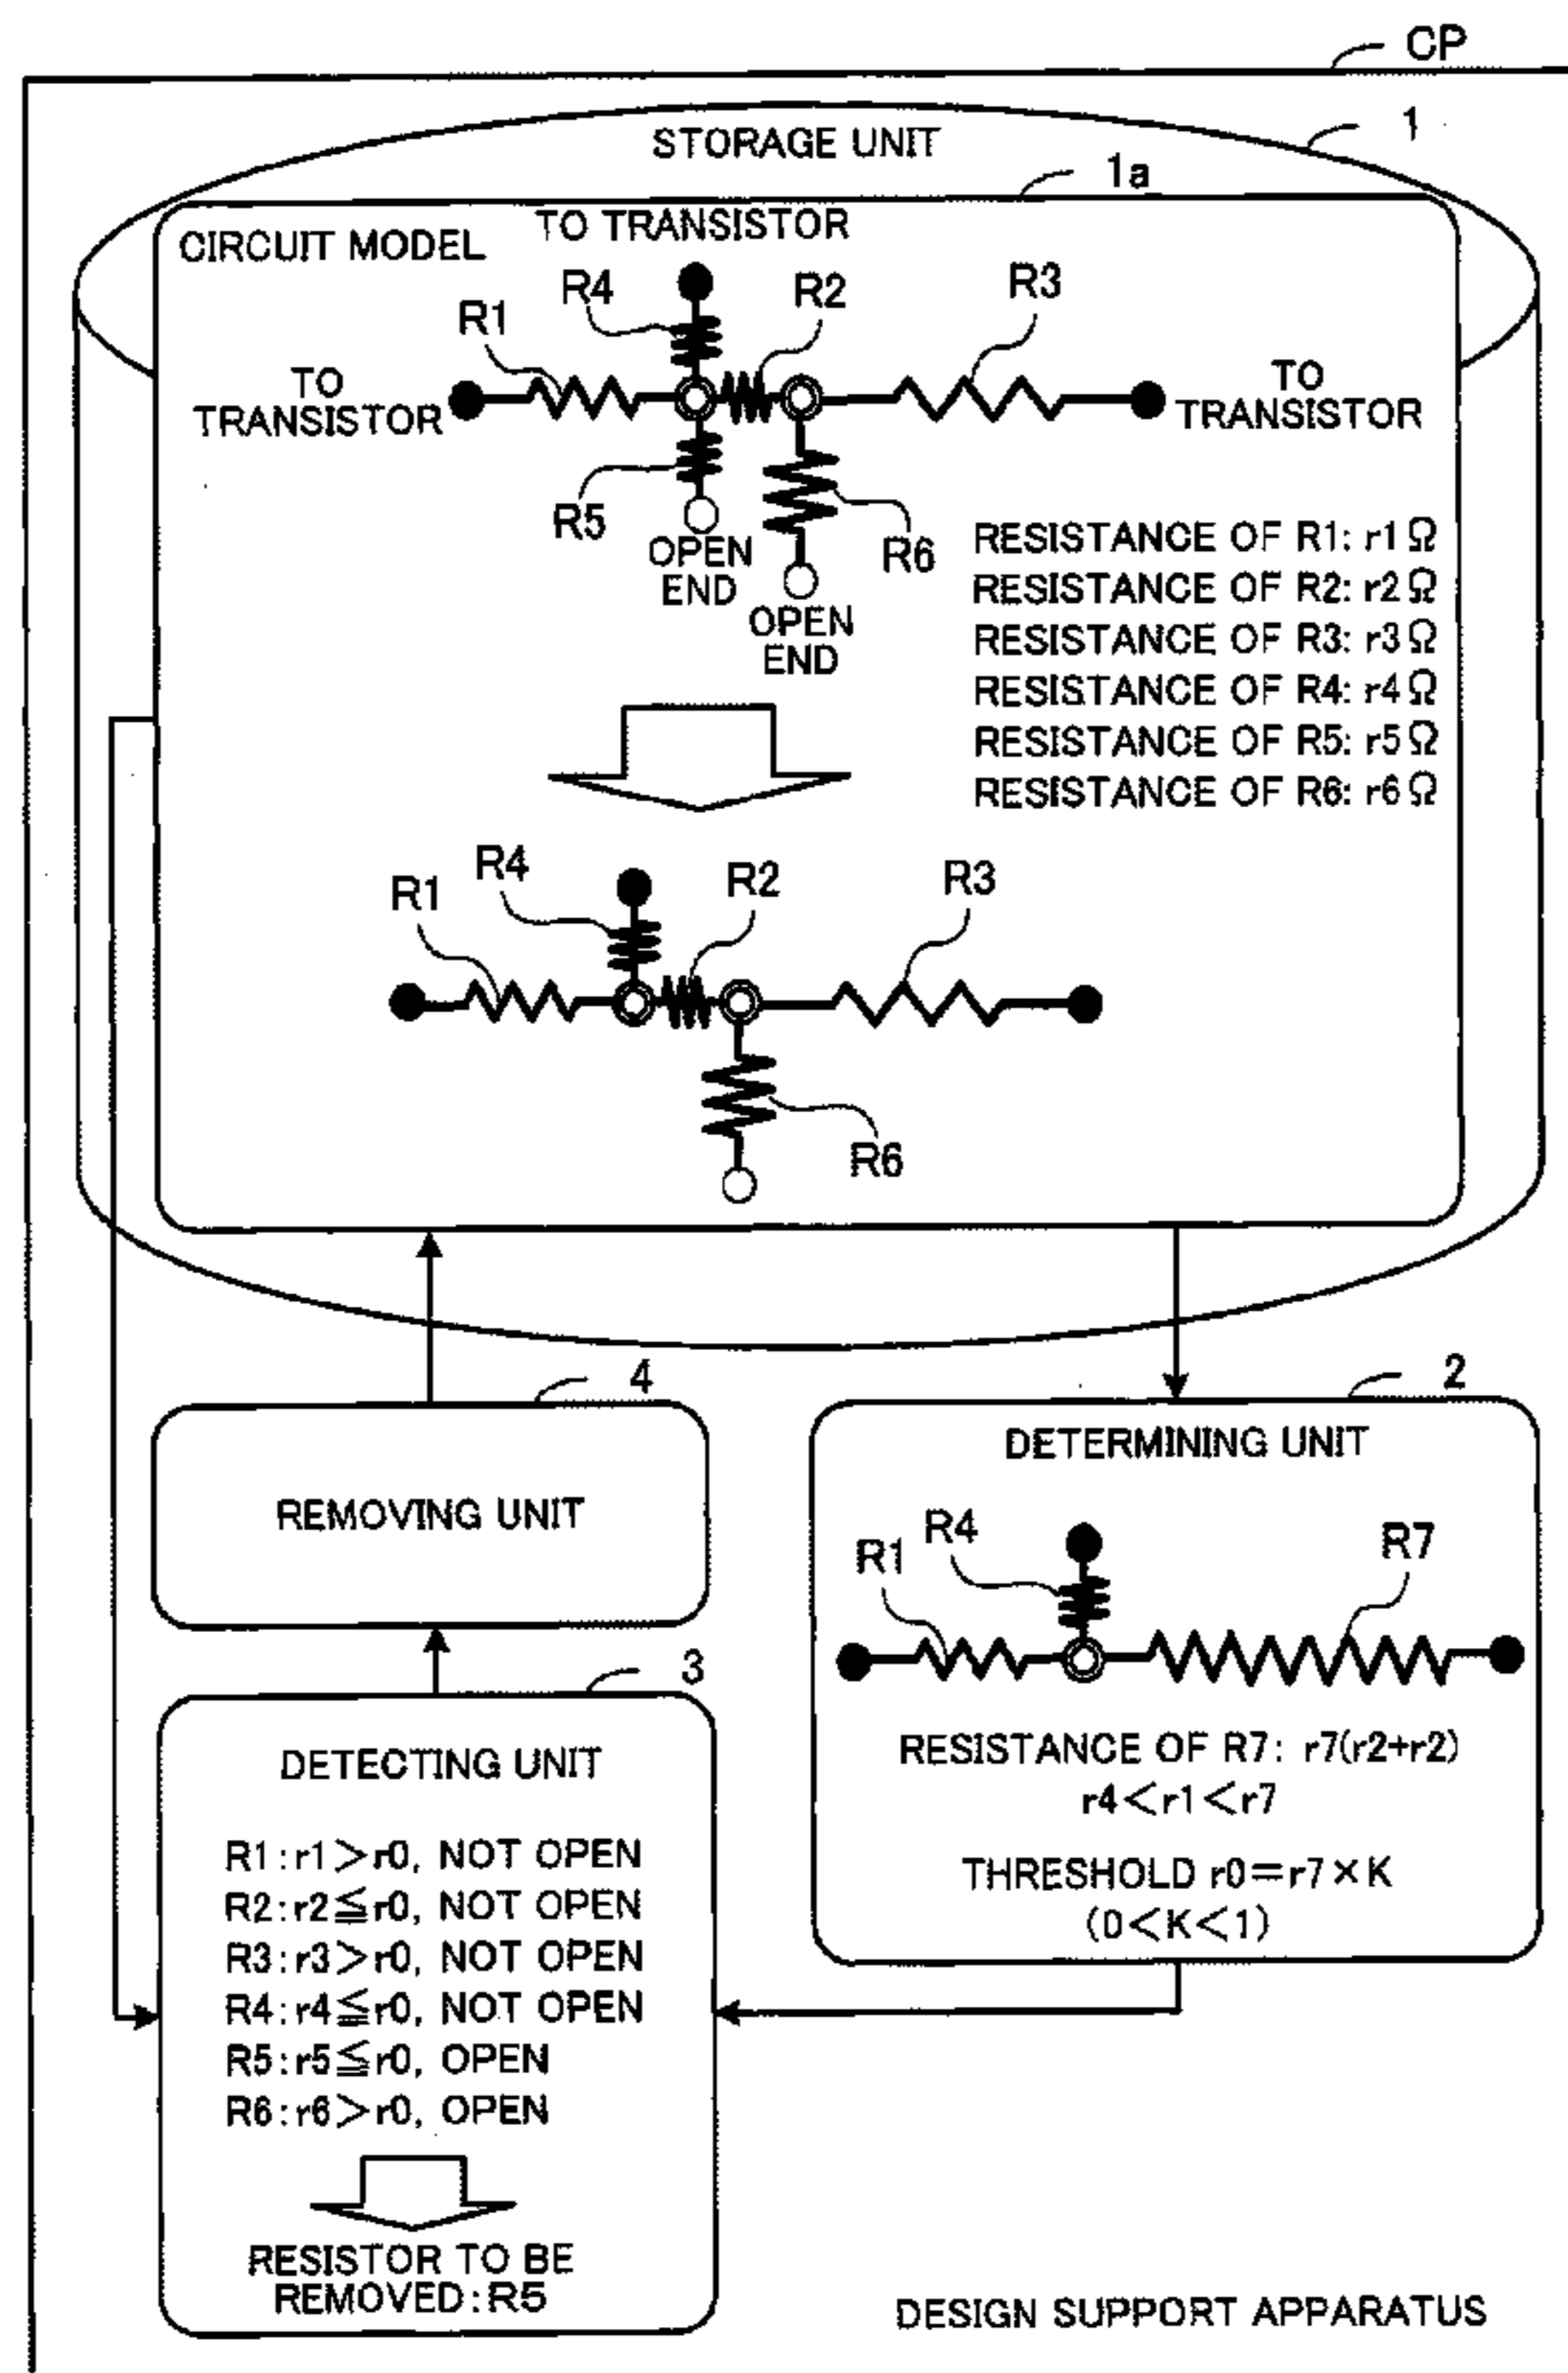 CP
STORAGE UNIT
1
1a
CIRCUIT MODEL
TO TRANSISTOR
R1
R4
R2
R3
TO
TRANSISTOR
TO
TRANSISTOR
R5
OPEN
END
R6
OPEN
END
RESISTANCE OF R1: r1Ω
RESISTANCE OF R2: r2Ω
RESISTANCE OF R3: r3Ω
RESISTANCE OF R4: r4Ω
RESISTANCE OF R5: r5Ω
RESISTANCE OF R6: r6Ω
R1
R4
R2
R3
R6
4
REMOVING UNIT
2
DETERMINING UNIT
R1
R4
R7
RESISTANCE OF R7: r7(r2+r2)
r4<r1<r7
THRESHOLD r0=r7×K
(0<K<1)
3
DETECTING UNIT
R1:r1>r0, NOT OPEN
R2:r2≦r0, NOT OPEN
R3:r3>r0, NOT OPEN
R4:r4≦r0, NOT OPEN
R5:r5≦r0, OPEN
R6:r6>r0, OPEN
RESISTOR TO BE
REMOVED:R5
DESIGN SUPPORT APPARATUS